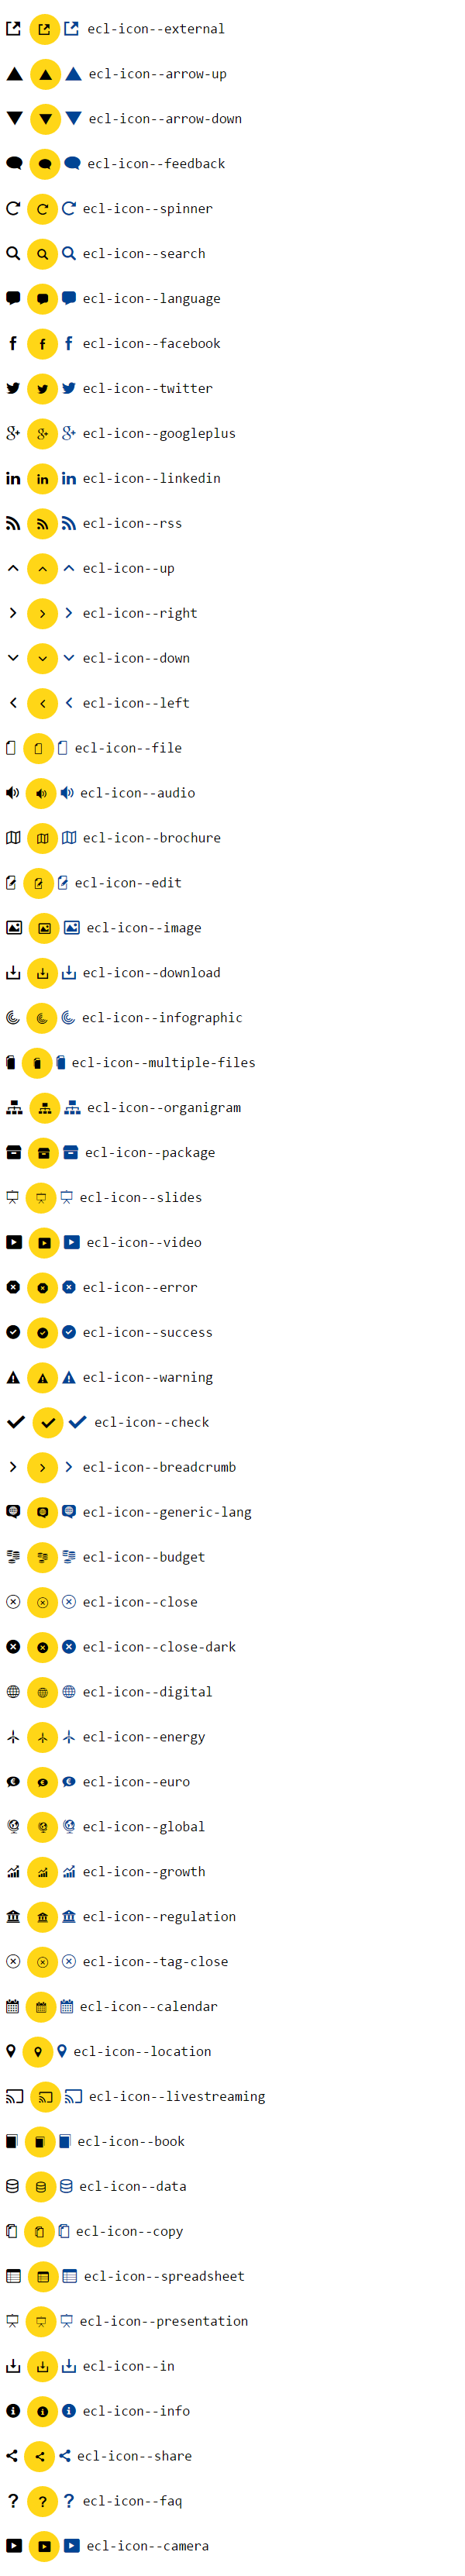 ecl-icon--external
ecl-icon--arrow-up
ecl-icon--arrow-down
ecl-icon--feedback
ecl-icon--spinner
ecl-icon--search
ecl-icon--language
ecl-icon--facebook
ecl-icon--twitter
ecl-icon--googleplus
ecl-icon--linkedin
ecl-icon--rss
ecl-icon--up
ecl-icon--right
ecl-icon--down
ecl-icon--left
ecl-icon--file
ecl-icon--audio
ecl-icon--brochure
ecl-icon--edit
ecl-icon--image
ecl-icon--download
ecl-icon--infographic
ecl-icon--multiple-files
ecl-icon--organigram
ecl-icon--package
ecl-icon--slides
ecl-icon--video
ecl-icon--error
ecl-icon--success
ecl-icon--warning
ecl-icon--check
ecl-icon--breadcrumb
ecl-icon--generic-lang
ecl-icon--budget
ecl-icon--close
ecl-icon--close-dark
ecl-icon--digital
ecl-icon--energy
ecl-icon--euro
ecl-icon--global
ecl-icon--growth
ecl-icon--regulation
ecl-icon--tag-close
ecl-icon--calendar
ecl-icon--location
ecl-icon--livestreaming
ecl-icon--book
ecl-icon--data
ecl-icon--copy
ecl-icon--spreadsheet
ecl-icon--presentation
ecl-icon--in
ecl-icon--info
ecl-icon--share
ecl-icon--faq
ecl-icon--camera